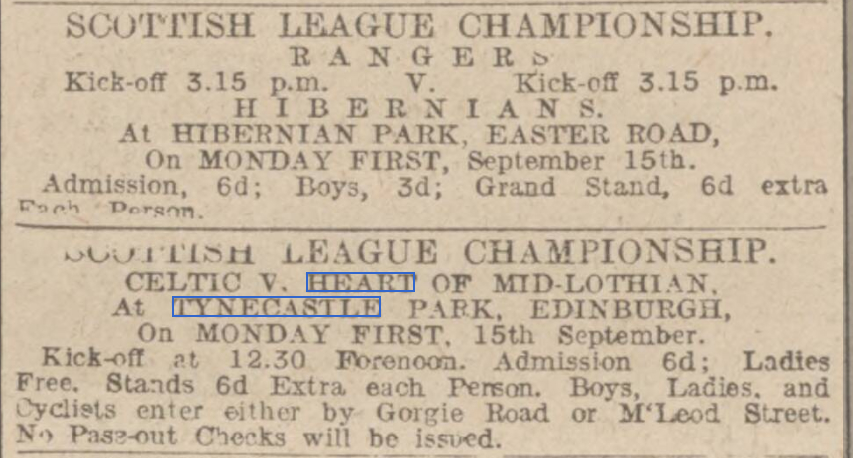 SCOTTISH LEAGUE CHAMPIONSHIP.
RANGERS
Kick-off 3.15 p.m. V. Kick-off 3.15 p.m.
HIBERNIANS.
At HIBERNIAN PARK, EASTER ROAD,
On MONDAY FIRST, September 15th.
Admission, 6d; Boys, 3d; Grand Stand, 6d extra
Each Person.
SCOTTISH LEAGUE CHAMPIONSHIP.
CELTIC V. HEART OF MID-LOTHIAN,
At TYNECASTLE PARK, EDINBURGH,
On MONDAY FIRST, 15th September.
Kick-off at 12.30 Forenoon. Admission 6d; Ladies
Free. Stands 6d Extra each Person. Boys, Ladies, and
Cyclists enter either by Gorgie Road or M'Leod Street.
No Pass-out Checks will be issued.